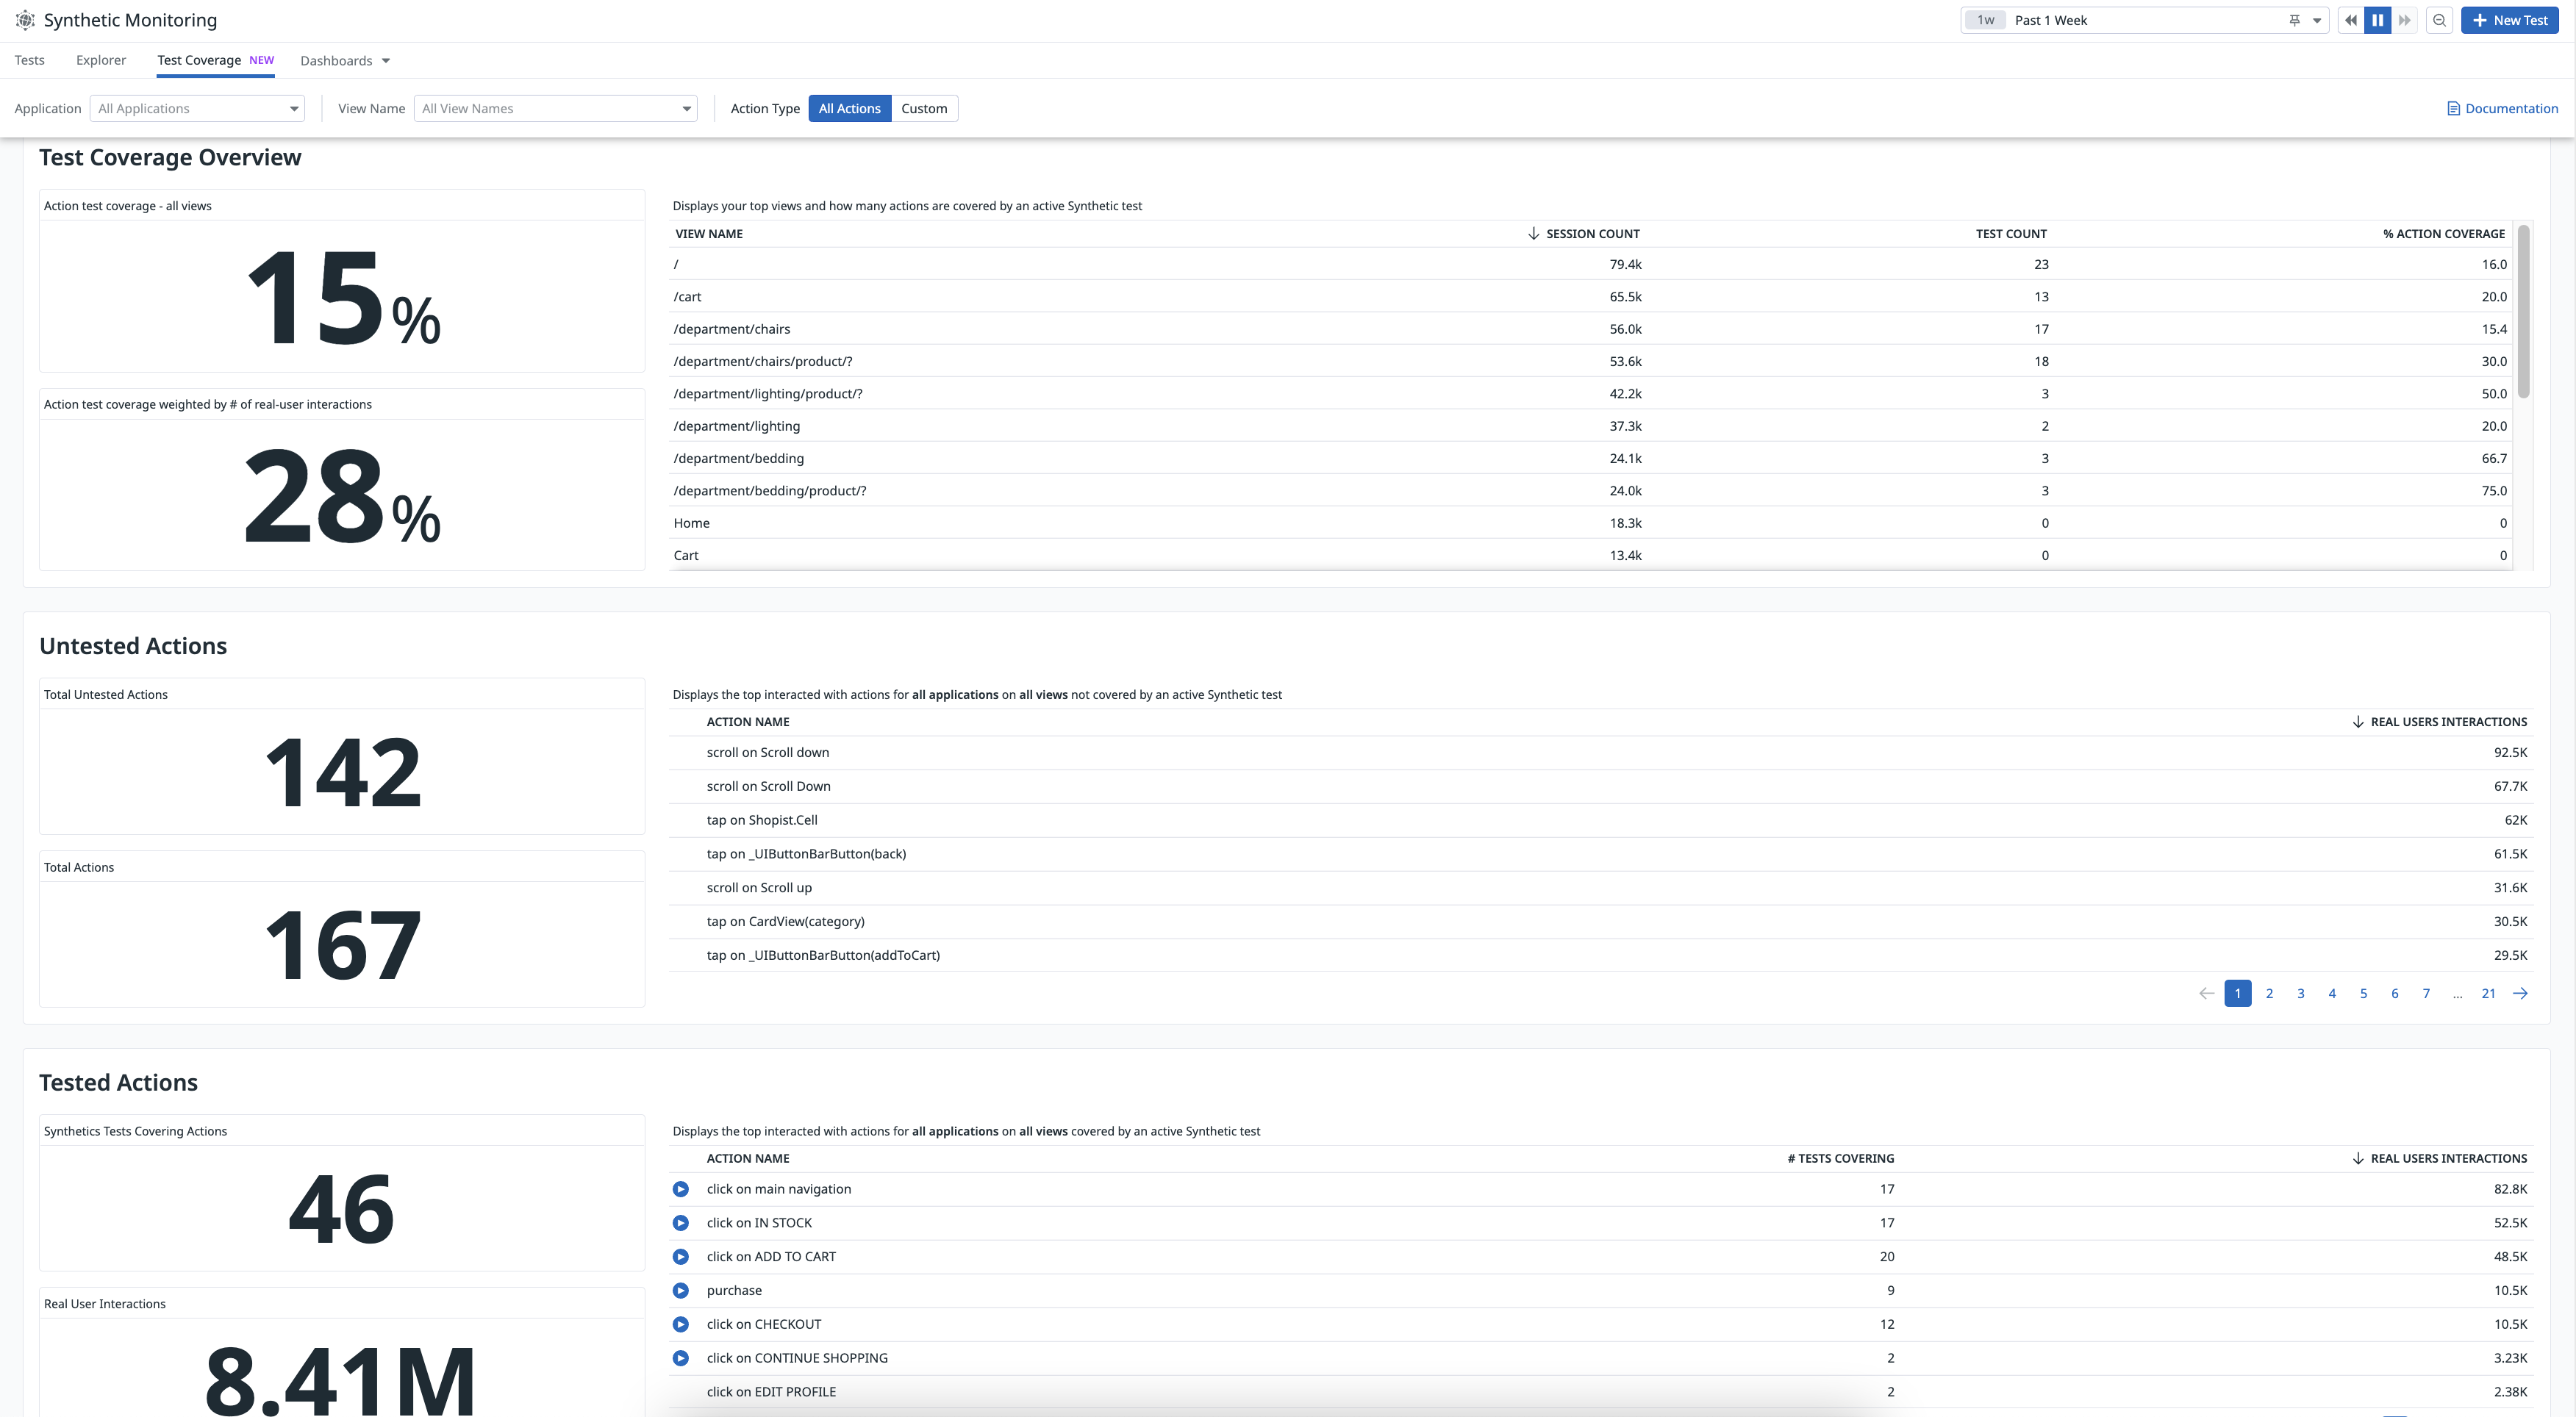 Synthetic Monitoring
1w Past 1 Week
New Test
Tests Explorer Test Coverage NEW Dashboards
Application All Applications View Name All View Names Action Type All Actions Custom Documentation
Test Coverage Overview
Action test coverage - all views
15%
Action test coverage weighted by # of real-user interactions
28%
Displays your top views and how many actions are covered by an active Synthetic test
VIEW NAME SESSION COUNT TEST COUNT % ACTION COVERAGE
/ 79.4k 23 16.0
/cart 65.5k 13 20.0
/department/chairs 56.0k 17 15.4
/department/chairs/product/? 53.6k 18 30.0
/department/lighting/product/? 42.2k 3 50.0
/department/lighting 37.3k 2 20.0
/department/bedding 24.1k 3 66.7
/department/bedding/product/? 24.0k 3 75.0
Home 18.3k 0 0
Cart 13.4k 0 0
Untested Actions
Total Untested Actions
142
Total Actions
167
Displays the top interacted with actions for all applications on all views not covered by an active Synthetic test
ACTION NAME REAL USERS INTERACTIONS
scroll on Scroll down 92.5K
scroll on Scroll Down 67.7K
tap on Shopist.Cell 62K
tap on _UIButtonBarButton(back) 61.5K
scroll on Scroll up 31.6K
tap on CardView(category) 30.5K
tap on _UIButtonBarButton(addToCart) 29.5K
1 2 3 4 5 6 7 ... 21
Tested Actions
Synthetics Tests Covering Actions
46
Real User Interactions
8.41M
Displays the top interacted with actions for all applications on all views covered by an active Synthetic test
ACTION NAME # TESTS COVERING REAL USERS INTERACTIONS
click on main navigation 17 82.8K
click on IN STOCK 17 52.5K
click on ADD TO CART 20 48.5K
purchase 9 10.5K
click on CHECKOUT 12 10.5K
click on CONTINUE SHOPPING 2 3.23K
click on EDIT PROFILE 2 2.38K